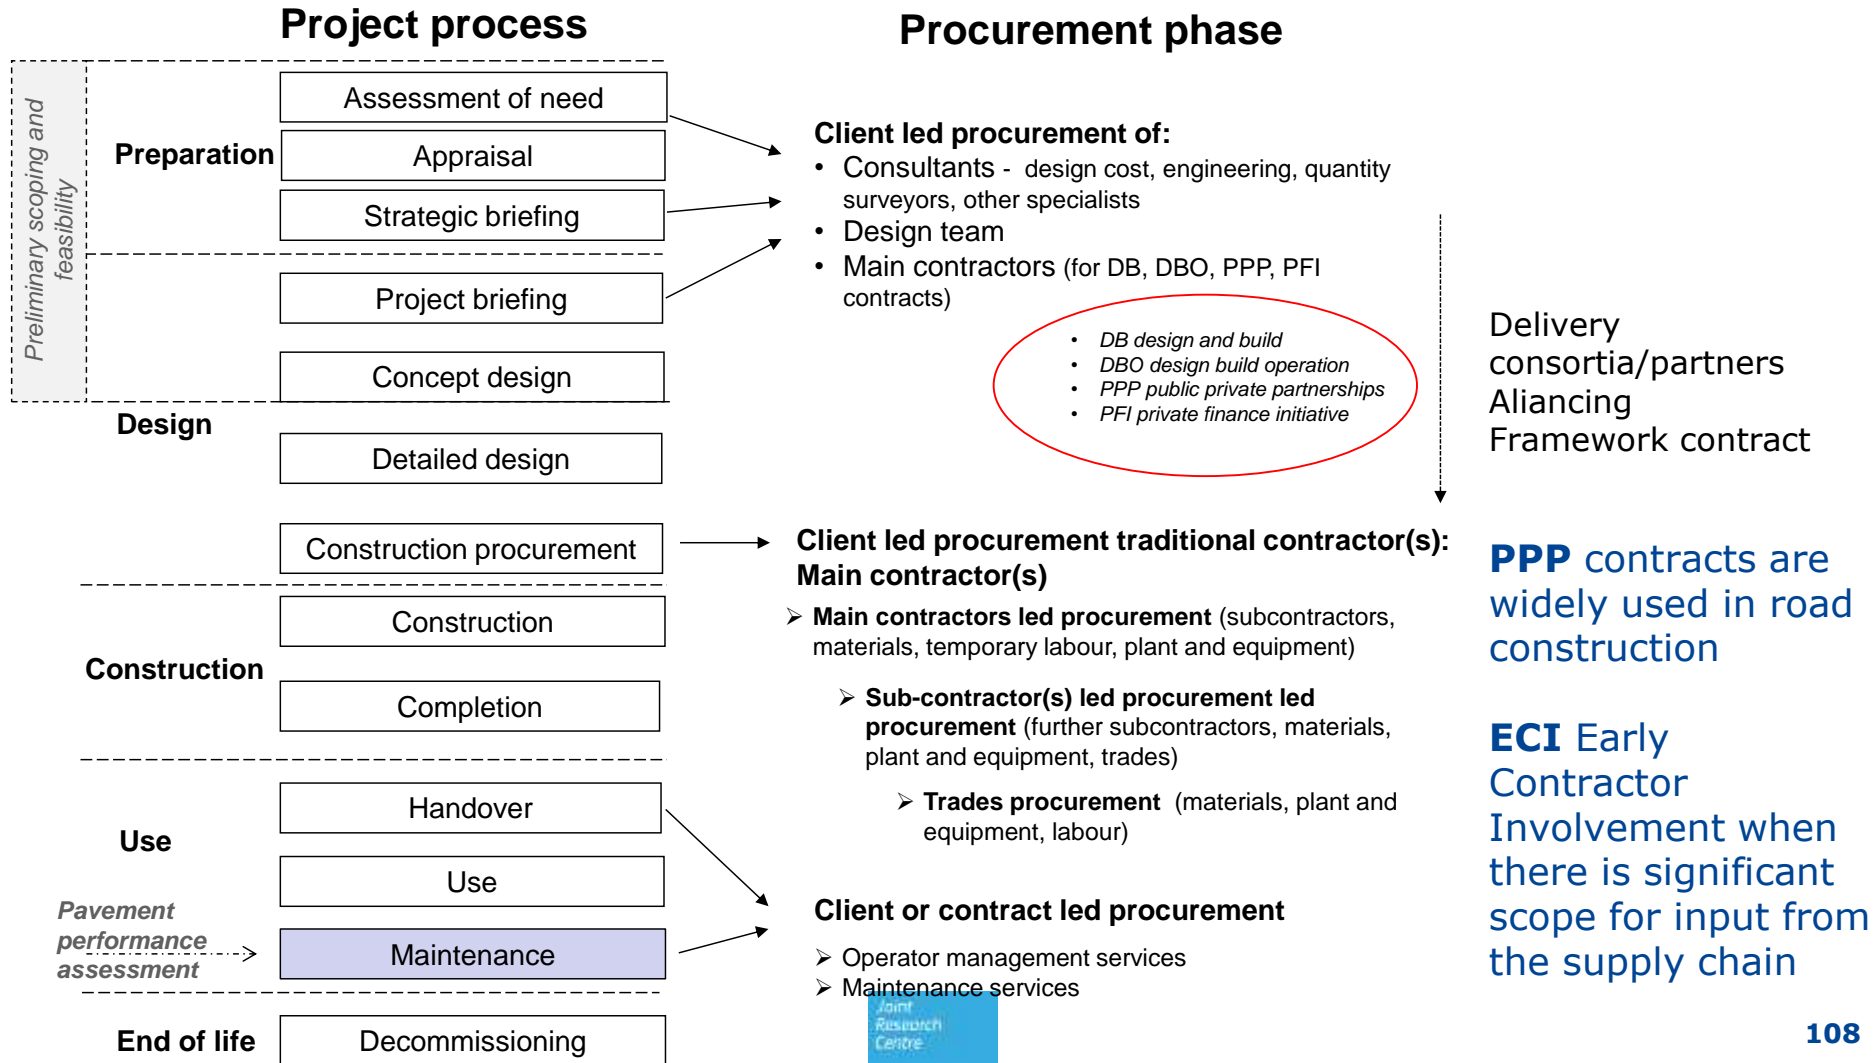 Project process
Procurement phase
Preliminary scoping and
feasibility
Preparation
Assessment of need
Appraisal
Strategic briefing
Project briefing
Concept design
Design
Detailed design
Construction procurement
Construction
Construction
Completion
Use
Handover
Use
Pavement
performance
assessment
Maintenance
End of life
Decommissioning
Client led procurement of:
• Consultants - design cost, engineering, quantity
surveyors, other specialists
• Design team
• Main contractors (for DB, DBO, PPP, PFI
contracts)
• DB design and build
• DBO design build operation
• PPP public private partnerships
• PFI private finance initiative
Client led procurement traditional contractor(s):
Main contractor(s)
➢ Main contractors led procurement (subcontractors,
materials, temporary labour, plant and equipment)
➢ Sub-contractor(s) led procurement led
procurement (further subcontractors, materials,
plant and equipment, trades)
➢ Trades procurement (materials, plant and
equipment, labour)
Client or contract led procurement
➢ Operator management services
➢ Maintenance services
Joint
Research
Centre
Delivery
consortia/partners
Aliancing
Framework contract
PPP contracts are
widely used in road
construction
ECI Early
Contractor
Involvement when
there is significant
scope for input from
the supply chain
108